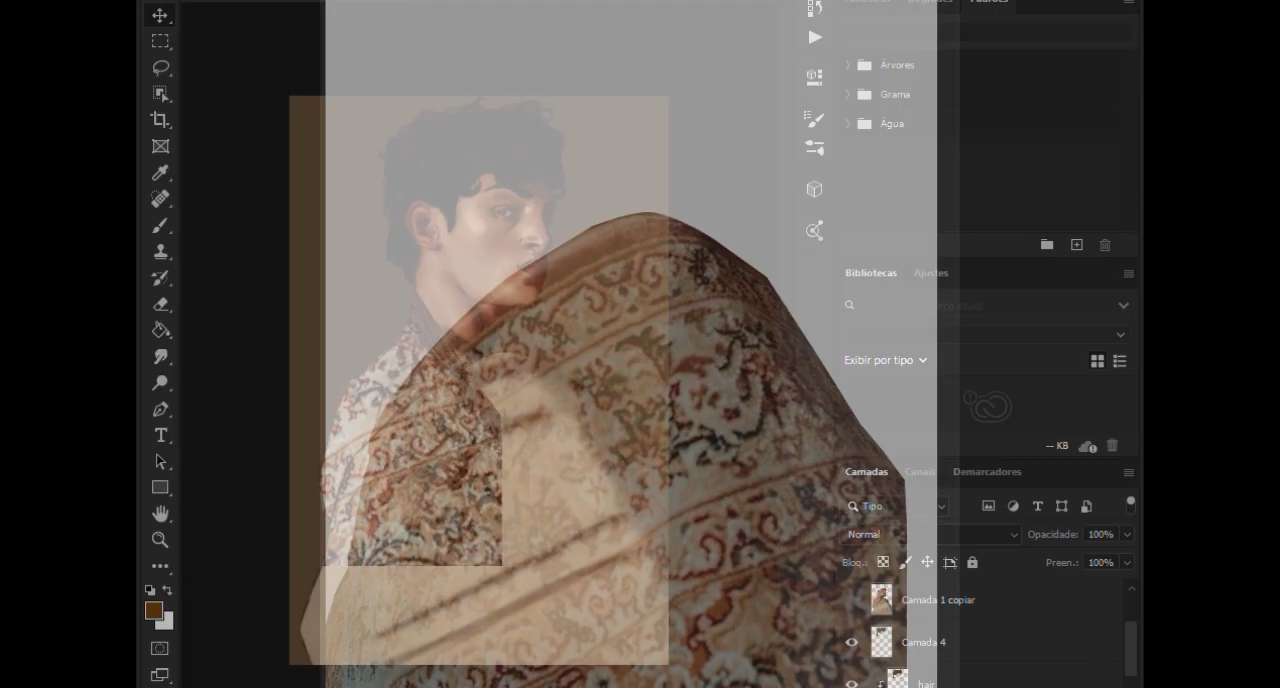 Padrões
Árvores
Grama
Água
Bibliotecas Ajustes
Exibir por tipo
-- KB
Camadas Canais Demarcadores
Tipo
Normal Opacidade: 100%
Bloq.: Preen.: 100%
Camada 1 copiar
Camada 4
hair